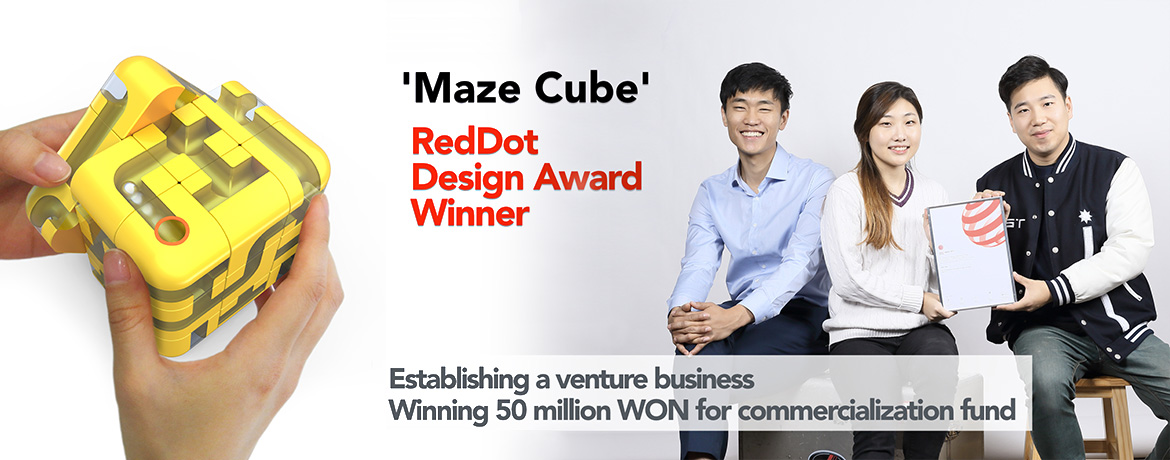 'Maze Cube'
RedDot
Design Award
Winner
Establishing a venture business
Winning 50 million WON for commercialization fund